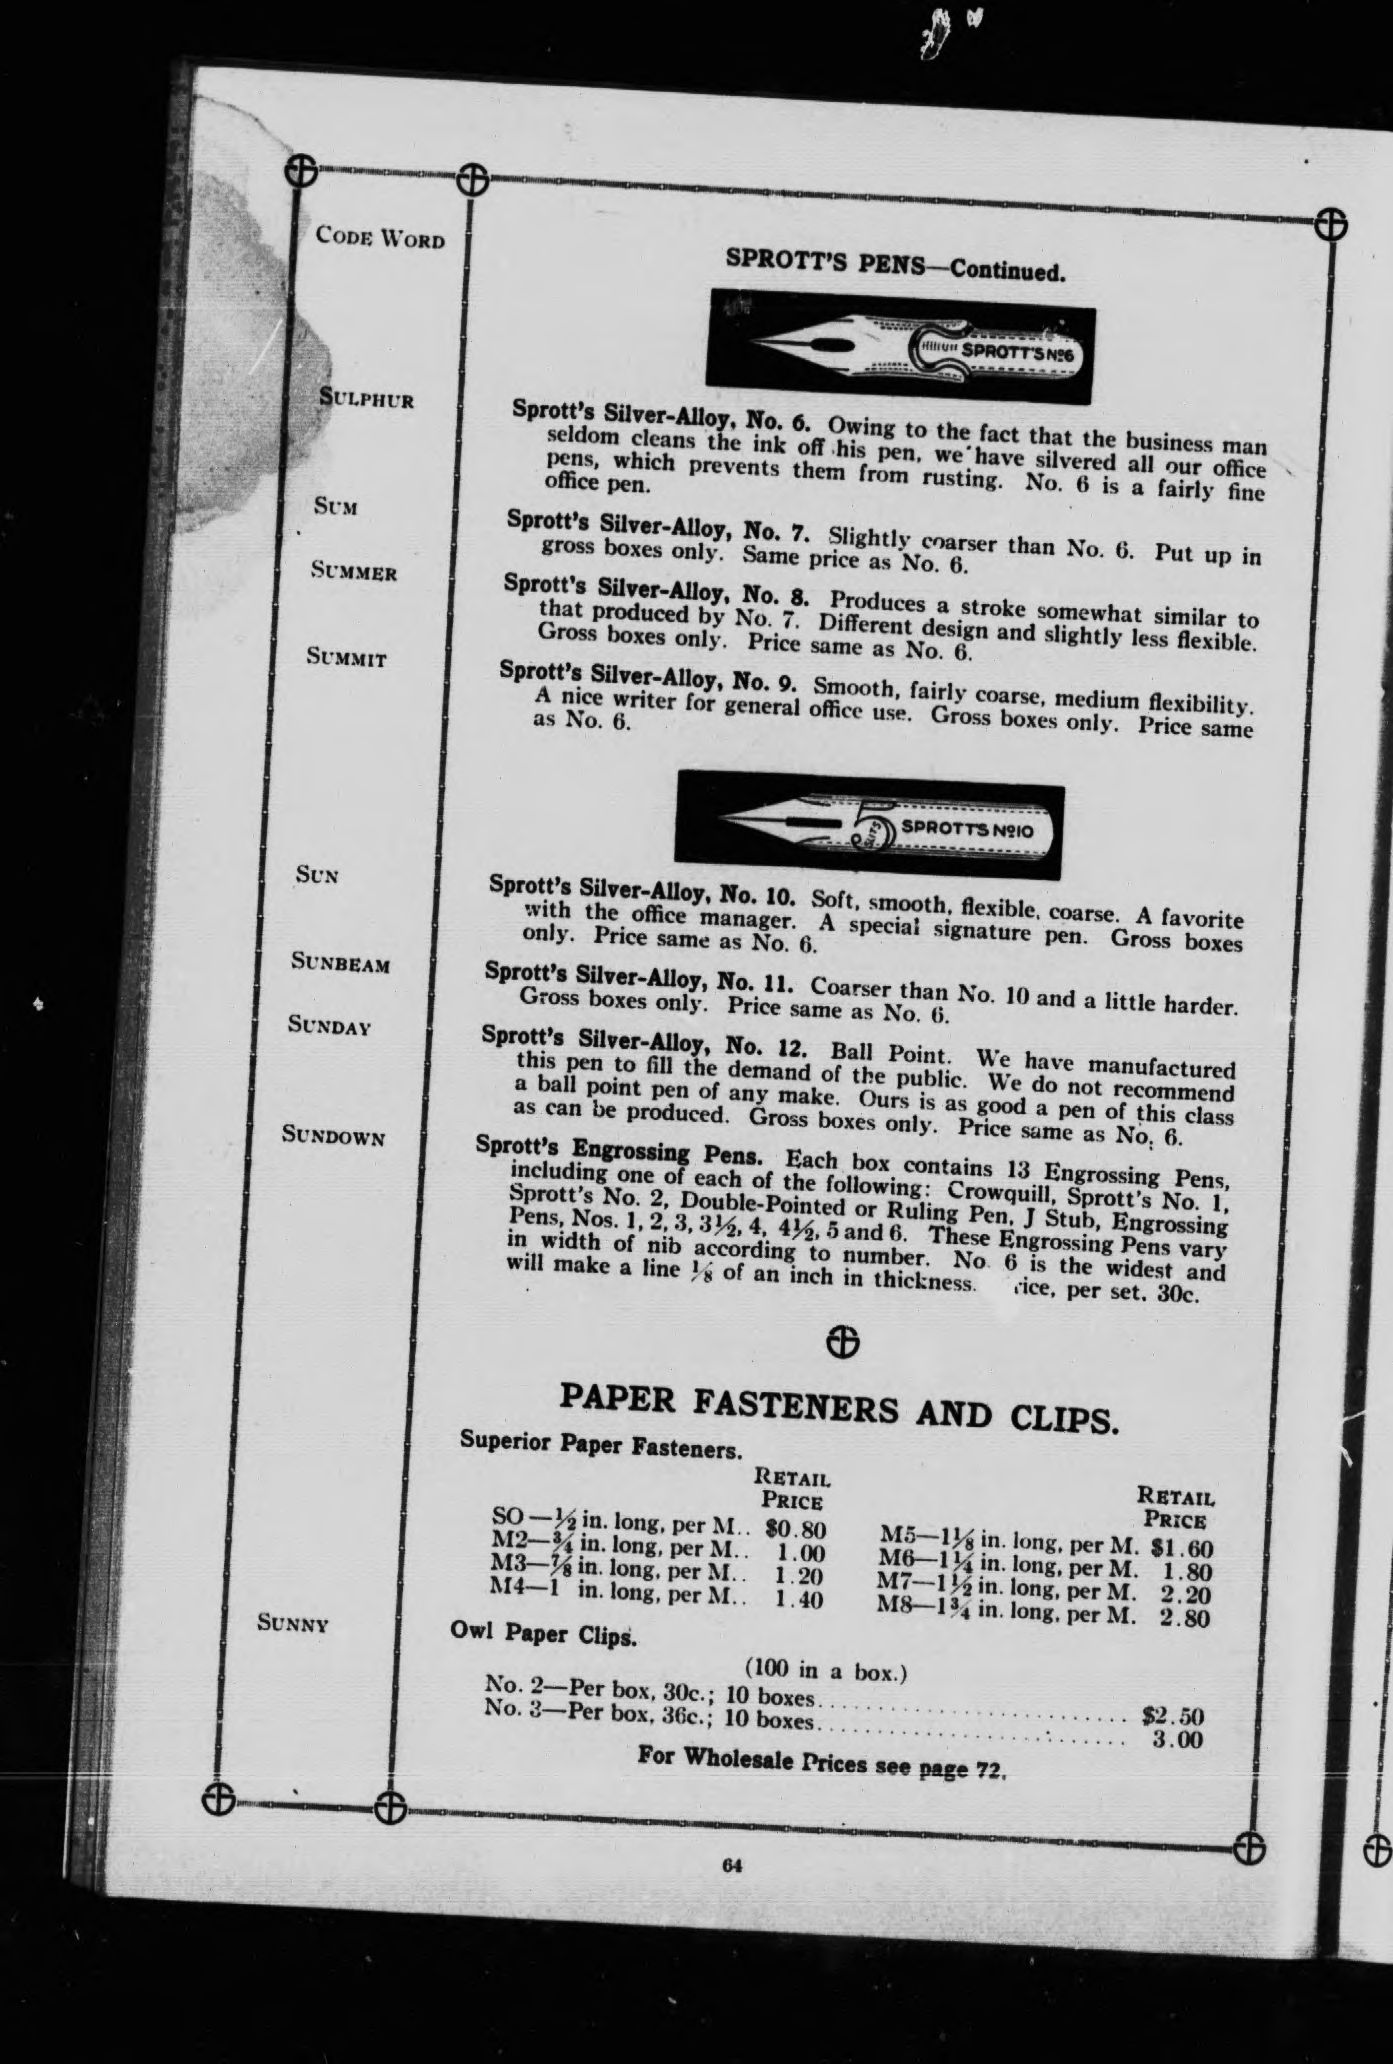 CODE WORD
SPROTT'S PENS—Continued.
SPROTT'S Nº6
SULPHUR
Sprott's Silver-Alloy, No. 6. Owing to the fact that the business man
seldom cleans the ink off his pen, we have silvered all our office
pens, which prevents them from rusting. No. 6 is a fairly fine
office pen.
SUM
Sprott's Silver-Alloy, No. 7. Slightly coarser than No. 6. Put up in
gross boxes only. Same price as No. 6.
SUMMER
Sprott's Silver-Alloy, No. 8. Produces a stroke somewhat similar to
that produced by No. 7. Different design and slightly less flexible.
Gross boxes only. Price same as No. 6.
SUMMIT
Sprott's Silver-Alloy, No. 9. Smooth, fairly coarse, medium flexibility.
A nice writer for general office use. Gross boxes only. Price same
as No. 6.
5 SLITS SPROTT'S Nº10
SUN
Sprott's Silver-Alloy, No. 10. Soft, smooth, flexible, coarse. A favorite
with the office manager. A special signature pen. Gross boxes
only. Price same as No. 6.
SUNBEAM
Sprott's Silver-Alloy, No. 11. Coarser than No. 10 and a little harder.
Gross boxes only. Price same as No. 6.
SUNDAY
Sprott's Silver-Alloy, No. 12. Ball Point. We have manufactured
this pen to fill the demand of the public. We do not recommend
a ball point pen of any make. Ours is as good a pen of this class
as can be produced. Gross boxes only. Price same as No. 6.
SUNDOWN
Sprott's Engrossing Pens. Each box contains 13 Engrossing Pens,
including one of each of the following: Crowquill, Sprott's No. 1,
Sprott's No. 2, Double-Pointed or Ruling Pen, J Stub, Engrossing
Pens, Nos. 1, 2, 3, 3½, 4, 4½, 5 and 6. These Engrossing Pens vary
in width of nib according to number. No. 6 is the widest and
will make a line ⅛ of an inch in thickness. rice, per set, 30c.
PAPER FASTENERS AND CLIPS.
Superior Paper Fasteners.
RETAIL PRICE
SO—½ in. long, per M.. $0.80
M2—¾ in. long, per M.. 1.00
M3—⅞ in. long, per M.. 1.20
M4—1 in. long, per M.. 1.40
RETAIL PRICE
M5—1⅛ in. long, per M. $1.60
M6—1¼ in. long, per M. 1.80
M7—1½ in. long, per M. 2.20
M8—1¾ in. long, per M. 2.80
SUNNY
Owl Paper Clips.
(100 in a box.)
No. 2—Per box, 30c.; 10 boxes.............................. $2.50
No. 3—Per box, 36c.; 10 boxes.............................. 3.00
For Wholesale Prices see page 72.
64